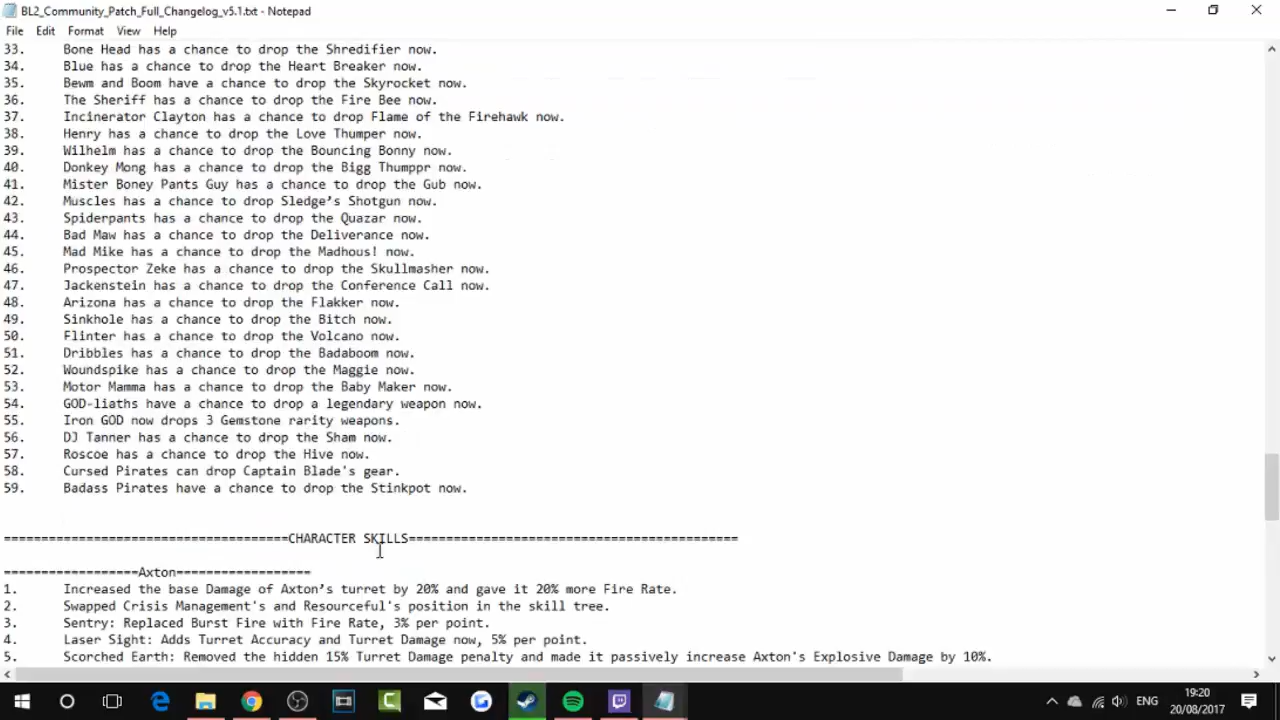 BL2_Community_Patch_Full_Changelog_v5.1.txt - Notepad
File Edit Format View Help
33. Bone Head has a chance to drop the Shredifier now.
34. Blue has a chance to drop the Heart Breaker now.
35. Bewm and Boom have a chance to drop the Skyrocket now.
36. The Sheriff has a chance to drop the Fire Bee now.
37. Incinerator Clayton has a chance to drop Flame of the Firehawk now.
38. Henry has a chance to drop the Love Thumper now.
39. Wilhelm has a chance to drop the Bouncing Bonny now.
40. Donkey Mong has a chance to drop the Bigg Thumppr now.
41. Mister Boney Pants Guy has a chance to drop the Gub now.
42. Muscles has a chance to drop Sledge’s Shotgun now.
43. Spiderpants has a chance to drop the Quazar now.
44. Bad Maw has a chance to drop the Deliverance now.
45. Mad Mike has a chance to drop the Madhous! now.
46. Prospector Zeke has a chance to drop the Skullmasher now.
47. Jackenstein has a chance to drop the Conference Call now.
48. Arizona has a chance to drop the Flakker now.
49. Sinkhole has a chance to drop the Bitch now.
50. Flinter has a chance to drop the Volcano now.
51. Dribbles has a chance to drop the Badaboom now.
52. Woundspike has a chance to drop the Maggie now.
53. Motor Mamma has a chance to drop the Baby Maker now.
54. GOD-liaths have a chance to drop a legendary weapon now.
55. Iron GOD now drops 3 Gemstone rarity weapons.
56. DJ Tanner has a chance to drop the Sham now.
57. Roscoe has a chance to drop the Hive now.
58. Cursed Pirates can drop Captain Blade's gear.
59. Badass Pirates have a chance to drop the Stinkpot now.
======================================CHARACTER SKILLS============================================
==================Axton==================
1. Increased the base Damage of Axton’s turret by 20% and gave it 20% more Fire Rate.
2. Swapped Crisis Management's and Resourceful's position in the skill tree.
3. Sentry: Replaced Burst Fire with Fire Rate, 3% per point.
4. Laser Sight: Adds Turret Accuracy and Turret Damage now, 5% per point.
5. Scorched Earth: Removed the hidden 15% Turret Damage penalty and made it passively increase Axton's Explosive Damage by 10%.
ENG
19:20
20/08/2017